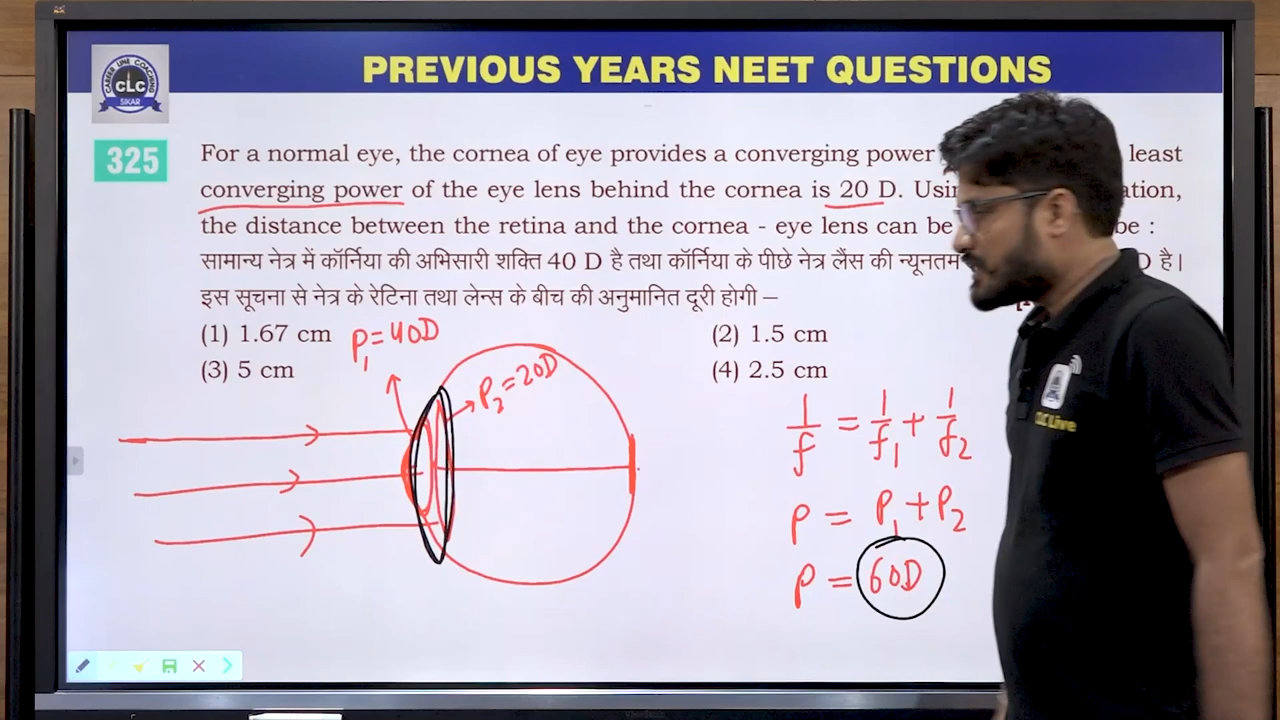 PREVIOUS YEARS NEET QUESTIONS
CAREER LINE COACHING
CLC
SIKAR
325
For a normal eye, the cornea of eye provides a converging power least
converging power of the eye lens behind the cornea is 20 D. Usin ation,
the distance between the retina and the cornea - eye lens can be be :
सामान्य नेत्र में कॉर्निया की अभिसारी शक्ति 40 D है तथा कॉर्निया के पीछे नेत्र लैंस की न्यूनतम D है।
इस सूचना से नेत्र के रेटिना तथा लेन्स के बीच की अनुमानित दूरी होगी –
(1) 1.67 cm (2) 1.5 cm
(3) 5 cm (4) 2.5 cm
P₁ = 40D
P₂ = 20D
1/f = 1/f₁ + 1/f₂
P = P₁ + P₂
P = 60D
CLC Live